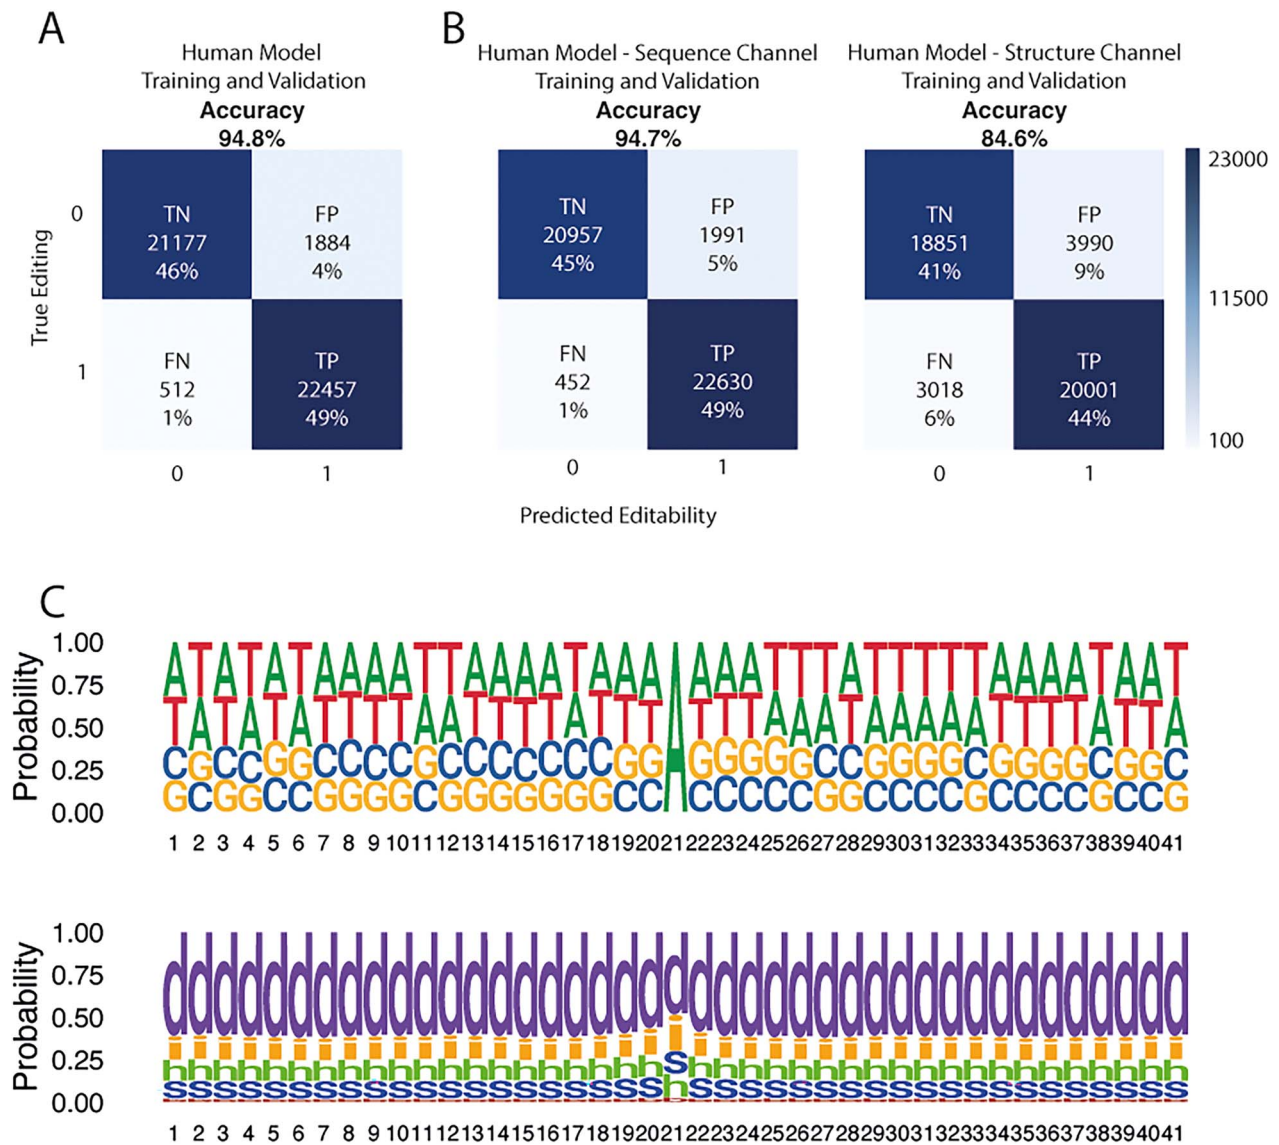 A
B
Human Model
Training and Validation
Accuracy
94.8%
Human Model - Sequence Channel
Training and Validation
Accuracy
94.7%
Human Model - Structure Channel
Training and Validation
Accuracy
84.6%
True Editing
0
1
TN
21177
46%
FP
1884
4%
FN
512
1%
TP
22457
49%
0 1
TN
20957
45%
FP
1991
5%
FN
452
1%
TP
22630
49%
0 1
TN
18851
41%
FP
3990
9%
FN
3018
6%
TP
20001
44%
0 1
23000
11500
100
Predicted Editability
C
Probability
1.00
0.75
0.50
0.25
0.00
ATATATAAAATTAAAATAAAAAAATTTATTTTTAAAATAAT
TATATATTTTAATTTTATTTTTTAAATAAAAATTTTATTA
CGCCGGCCCCGCCCCCCCGGGGGGGCCGGGGCGGGGCGGC
GCGGCCGGGGCGGGGGGGCCCCCCCGGCCCCGCCCCGCCG
1 2 3 4 5 6 7 8 9 10 11 12 13 14 15 16 17 18 19 20 21 22 23 24 25 26 27 28 29 30 31 32 33 34 35 36 37 38 39 40 41
Probability
1.00
0.75
0.50
0.25
0.00
ddddddddddddddddddddddddddddddddddddddddd
iiiiiiiiiiiiiiiiiiiiiiiiiiiiiiiiiiiiiiiii
hhhhhhhhhhhhhhhhhhhhshhhhhhhhhhhhhhhhhhhh
sssssssssssssssssssshssssssssssssssssssss
1 2 3 4 5 6 7 8 9 10 11 12 13 14 15 16 17 18 19 20 21 22 23 24 25 26 27 28 29 30 31 32 33 34 35 36 37 38 39 40 41